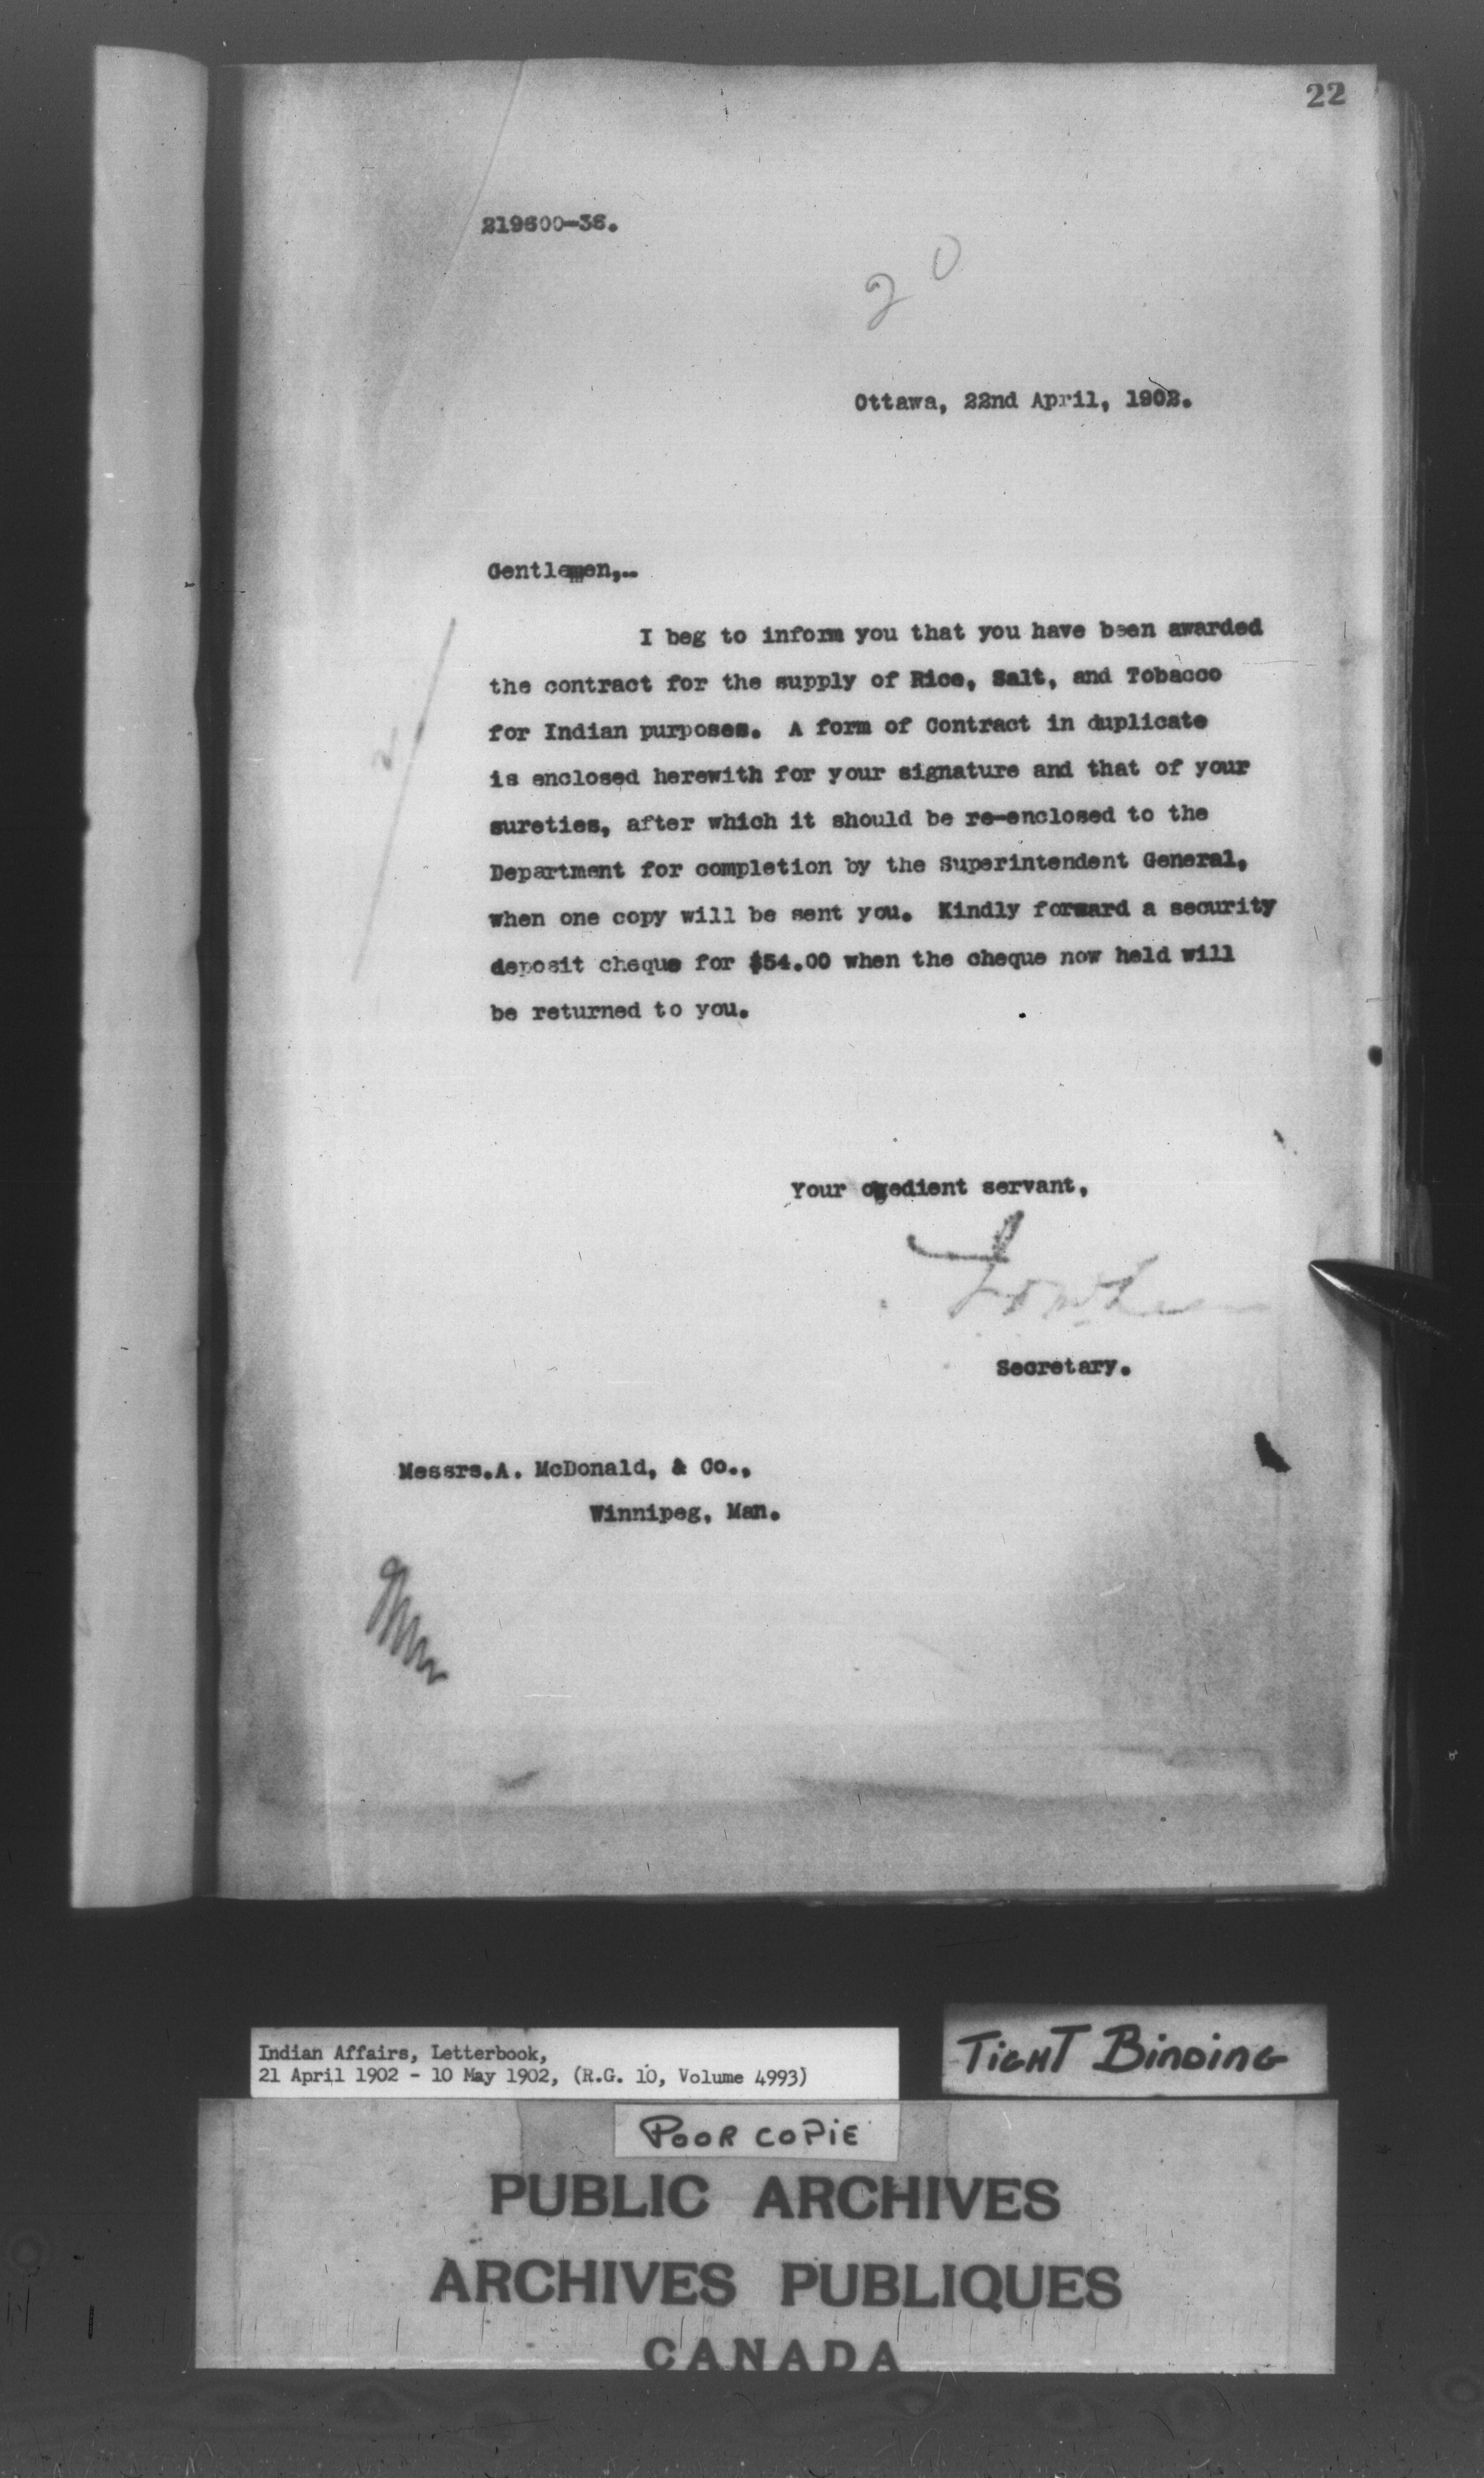 22
219600-36.
20
Ottawa, 22nd April, 1902.
Gentlemen,--
I beg to inform you that you have been awarded
the contract for the supply of Rice, Salt, and Tobacco
for Indian purposes. A form of Contract in duplicate
is enclosed herewith for your signature and that of your
sureties, after which it should be re-enclosed to the
Department for completion by the Superintendent General,
when one copy will be sent you. Kindly forward a security
deposit cheque for $54.00 when the cheque now held will
be returned to you.
Your obedient servant,
Secretary.
Messrs.A. McDonald, & Co.,
Winnipeg, Man.
Indian Affairs, Letterbook,
21 April 1902 - 10 May 1902, (R.G. 10, Volume 4993)
TIGHT BINDING
POOR COPIE
PUBLIC ARCHIVES
ARCHIVES PUBLIQUES
CANADA